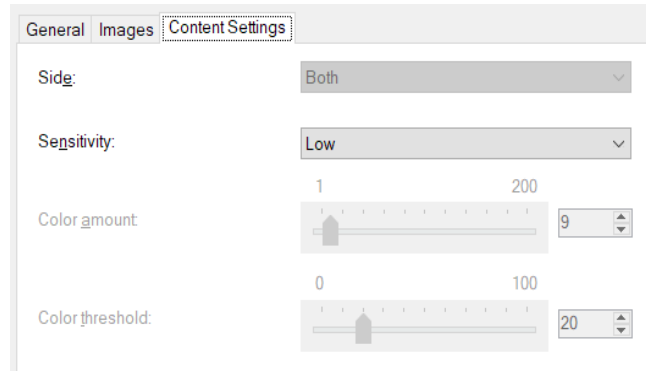 General Images Content Settings
Side: Both
Sensitivity: Low
1 200
Color amount: 9
0 100
Color threshold: 20